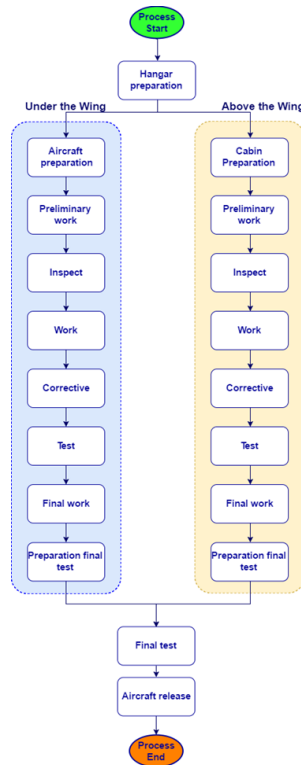 Process
Start
Hangar
preparation
Under the Wing
Above the Wing
Aircraft
preparation
Preliminary
work
Inspect
Work
Corrective
Test
Final work
Preparation final
test
Cabin
Preparation
Preliminary
work
Inspect
Work
Corrective
Test
Final work
Preparation final
test
Final test
Aircraft release
Process
End